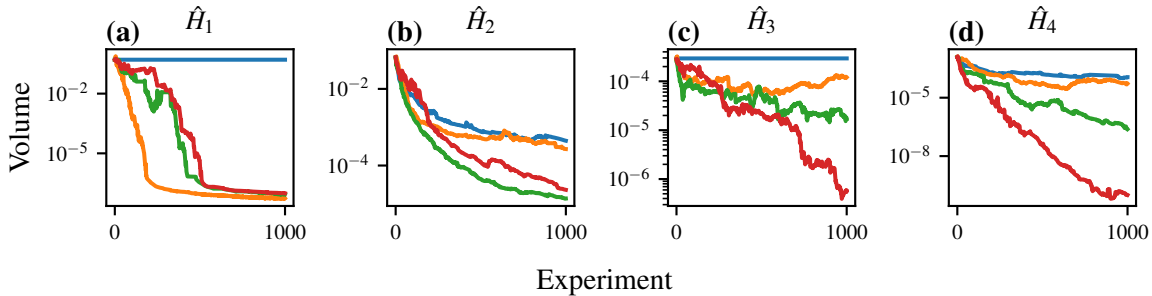 (a) Ĥ₁ (b) Ĥ₂ (c) Ĥ₃ (d) Ĥ₄
Volume
10⁻² 10⁻⁵
0 1000
10⁻² 10⁻⁴
0 1000
10⁻⁴ 10⁻⁵ 10⁻⁶
0 1000
10⁻⁵ 10⁻⁸
0 1000
Experiment